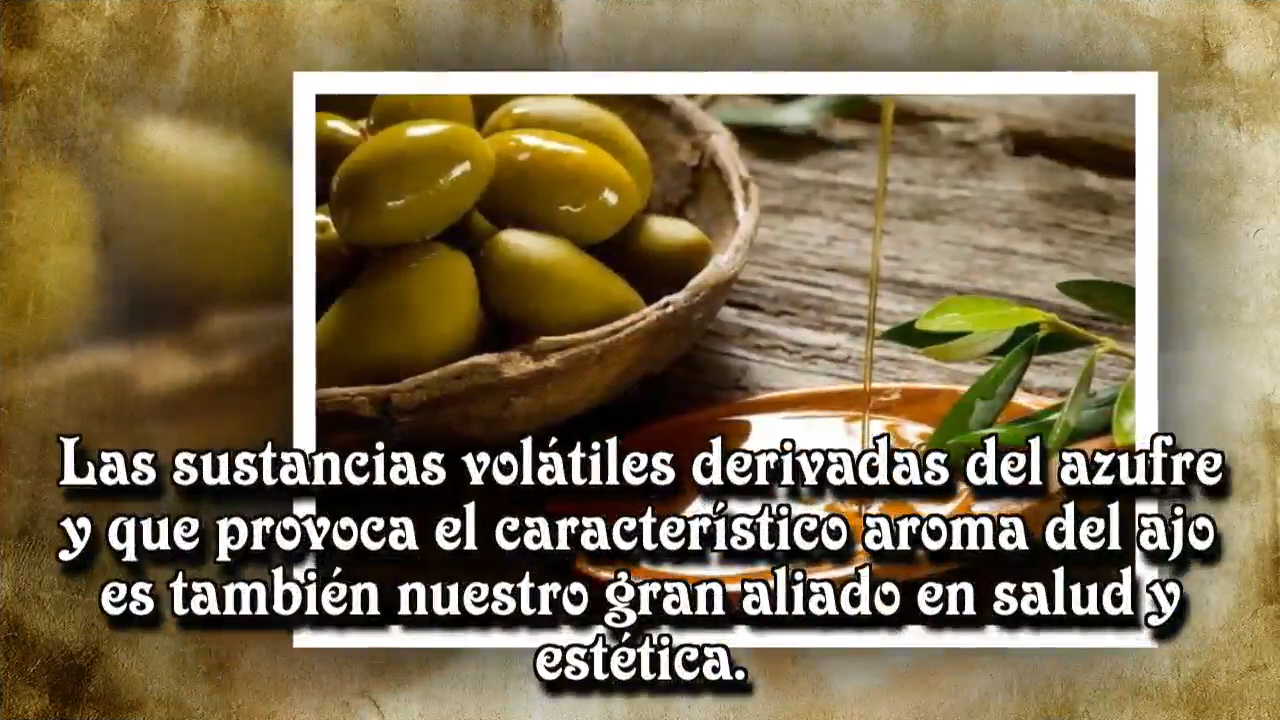 Las sustancias volátiles derivadas del azufre
y que provoca el característico aroma del ajo
es también nuestro gran aliado en salud y
estética.